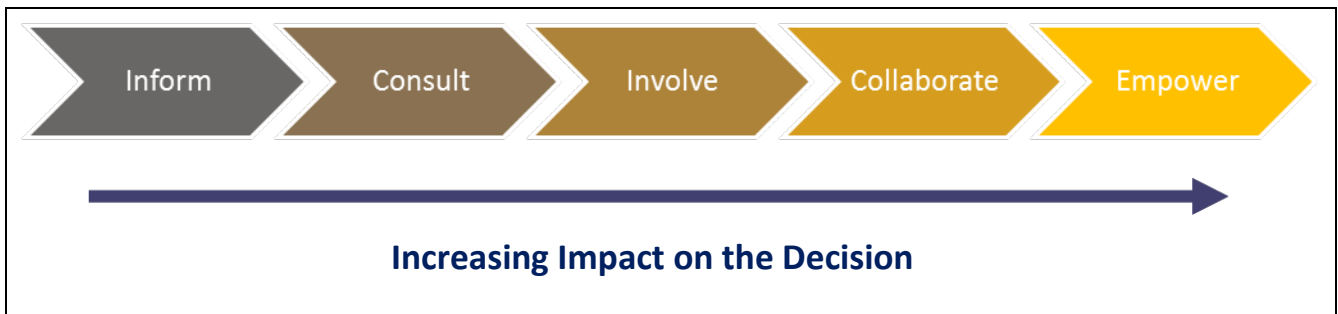 Inform
Consult
Involve
Collaborate
Empower
Increasing Impact on the Decision